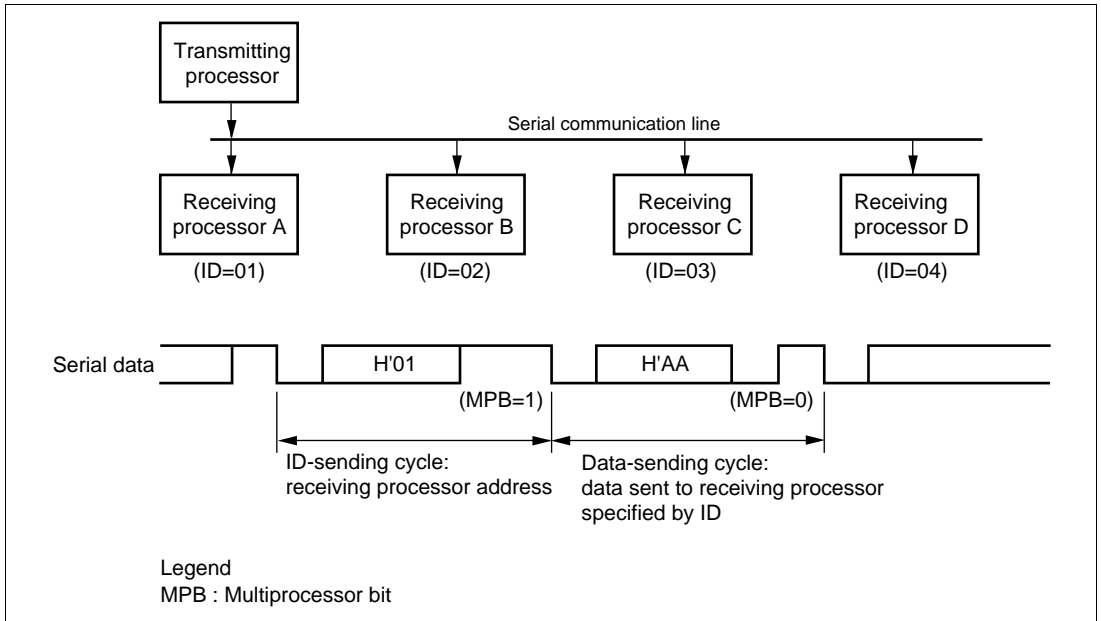 Transmitting
processor
Serial communication line
Receiving
processor A
Receiving
processor B
Receiving
processor C
Receiving
processor D
(ID=01)
(ID=02)
(ID=03)
(ID=04)
Serial data
H'01
H'AA
(MPB=1)
(MPB=0)
ID-sending cycle:
receiving processor address
Data-sending cycle:
data sent to receiving processor
specified by ID
Legend
MPB : Multiprocessor bit